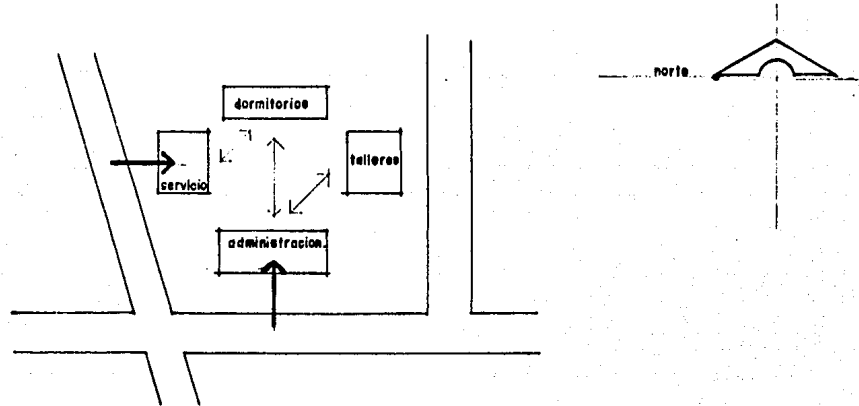 norte
dormitorios
talleres
servicio
administracion.